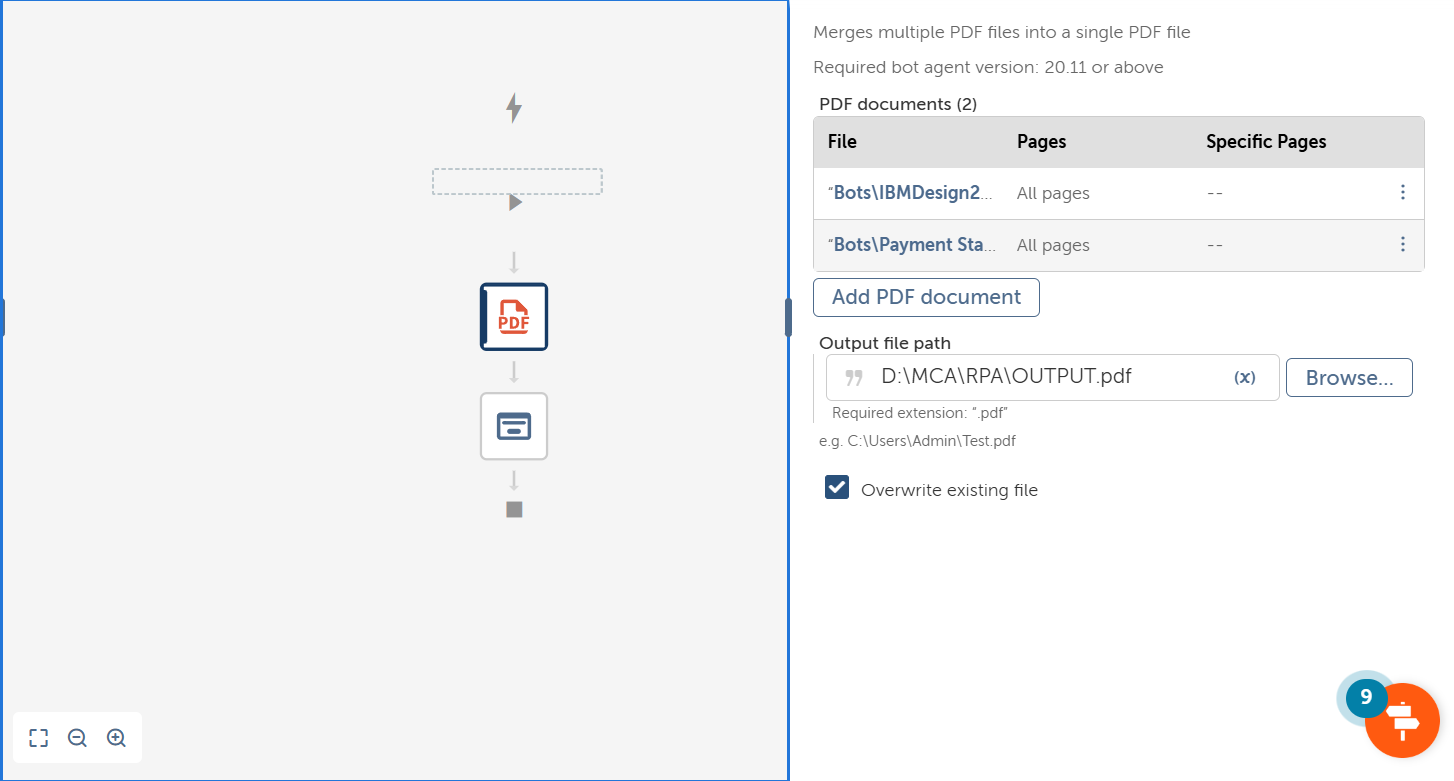 Merges multiple PDF files into a single PDF file
Required bot agent version: 20.11 or above
PDF documents (2)
File Pages Specific Pages
“Bots\IBMDesign2... All pages --
“Bots\Payment Sta... All pages --
Add PDF document
Output file path
D:\MCA\RPA\OUTPUT.pdf (x) Browse...
Required extension: “.pdf”
e.g. C:\Users\Admin\Test.pdf
Overwrite existing file
PDF
9